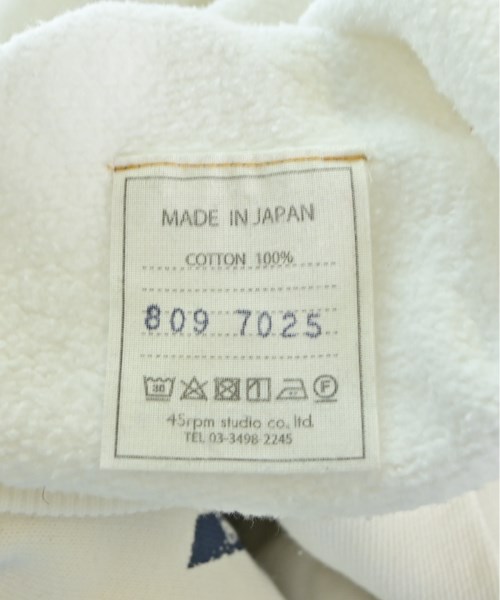 MADE IN JAPAN
COTTON 100%
809 7025
30 F
45rpm studio co., ltd.
TEL 03-3498-2245